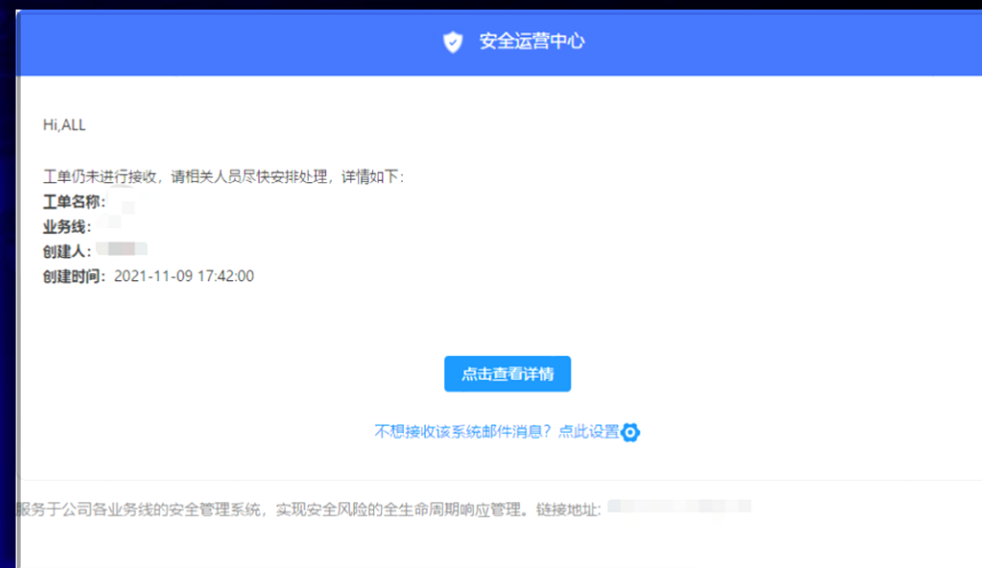 安全运营中心
Hi,ALL
工单仍未进行接收，请相关人员尽快安排处理，详情如下：
工单名称：
业务线：
创建人：
创建时间：2021-11-09 17:42:00
点击查看详情
不想接收该系统邮件消息？点此设置
服务于公司各业务线的安全管理系统，实现安全风险的全生命周期响应管理。链接地址: